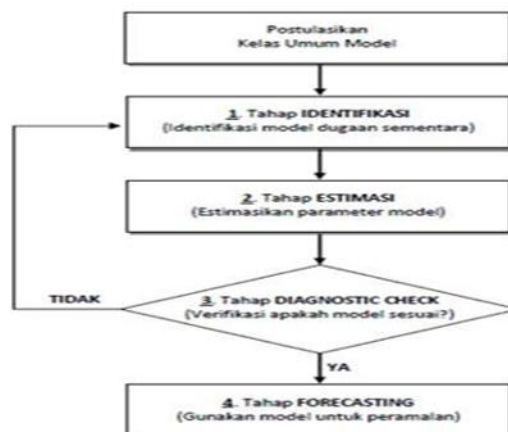 Postulasikan
Kelas Umum Model
1. Tahap IDENTIFIKASI
(Identifikasi model dugaan sementara)
2. Tahap ESTIMASI
(Estimasikan parameter model)
3. Tahap DIAGNOSTIC CHECK
(Verifikasi apakah model sesuai?)
TIDAK
YA
4. Tahap FORECASTING
(Gunakan model untuk peramalan)